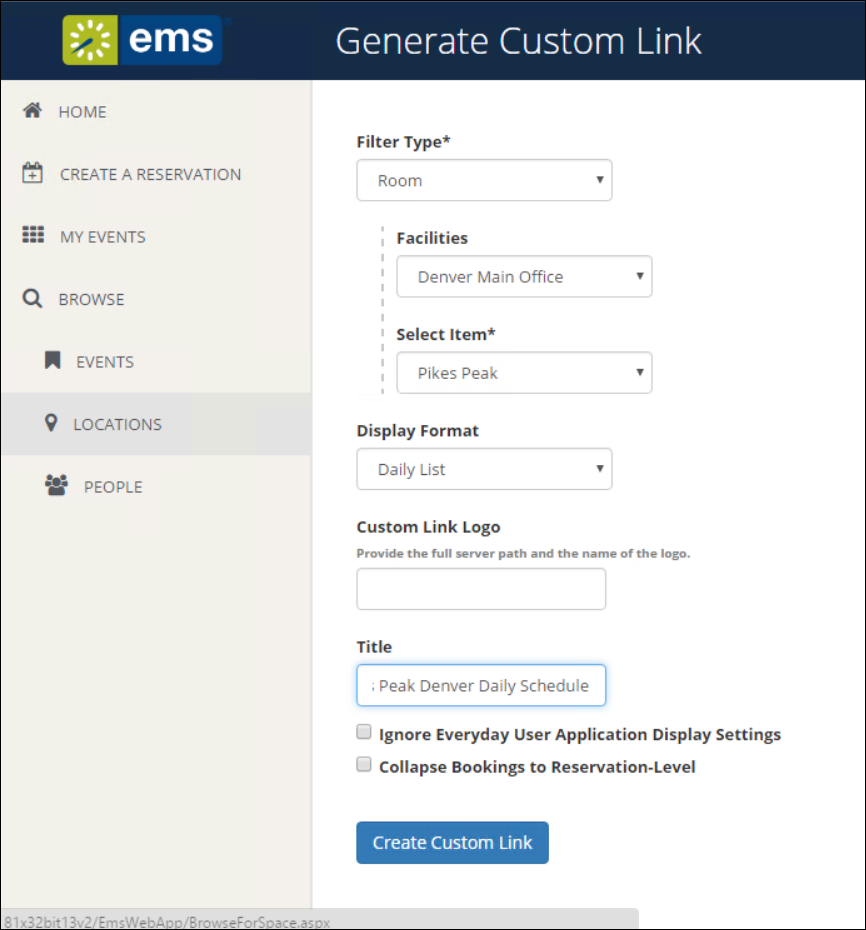 ems
Generate Custom Link
HOME
CREATE A RESERVATION
MY EVENTS
BROWSE
EVENTS
LOCATIONS
PEOPLE
Filter Type*
Room
Facilities
Denver Main Office
Select Item*
Pikes Peak
Display Format
Daily List
Custom Link Logo
Provide the full server path and the name of the logo.
Title
Peak Denver Daily Schedule
Ignore Everyday User Application Display Settings
Collapse Bookings to Reservation-Level
Create Custom Link
81x32bit13v2/EmsWebApp/BrowseForSpace.aspx